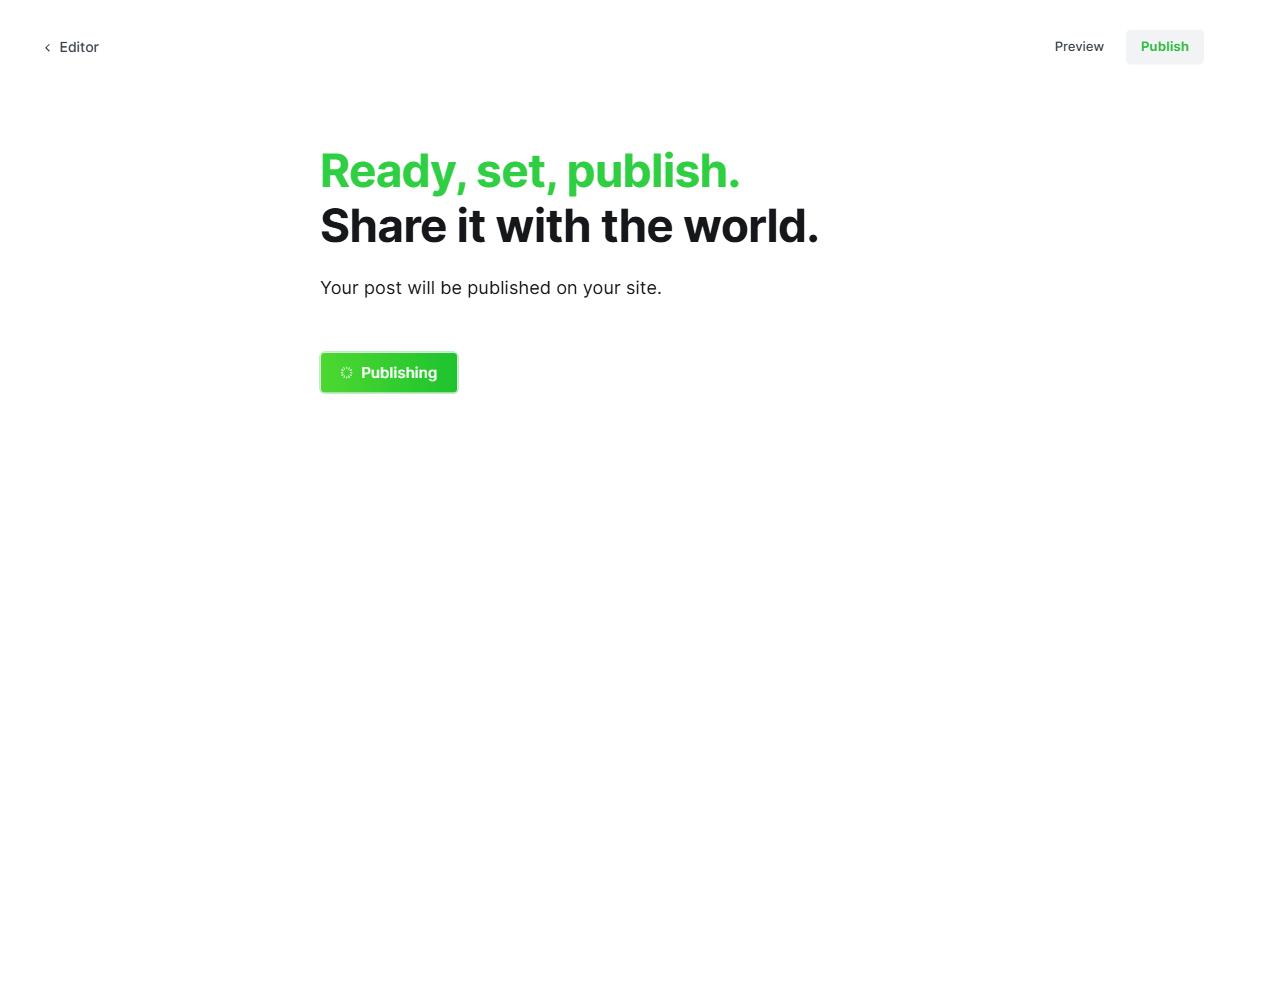 Editor
Preview
Publish
Ready, set, publish.
Share it with the world.
Your post will be published on your site.
Publishing